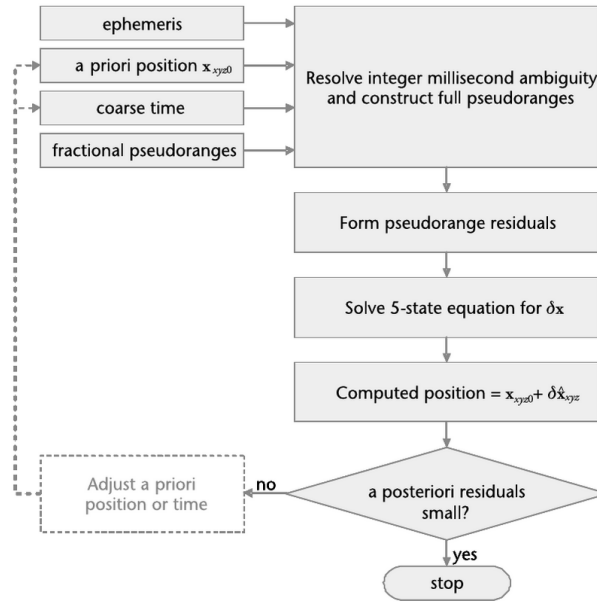 ephemeris
a priori position x_xyz0
coarse time
fractional pseudoranges
Resolve integer millisecond ambiguity
and construct full pseudoranges
Form pseudorange residuals
Solve 5-state equation for δx
Computed position = x_xyz0 + δx̂_xyz
Adjust a priori
position or time
no
a posteriori residuals
small?
yes
stop